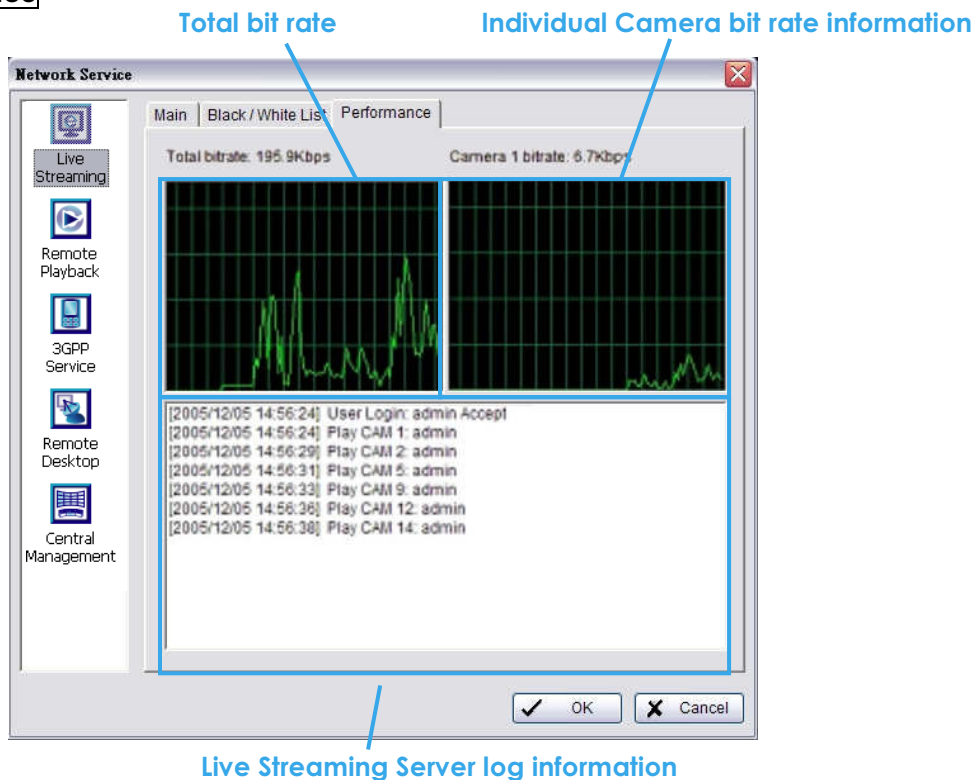 Total bit rate
Individual Camera bit rate information
Network Service
Main
Black / White List
Performance
Live
Streaming
Remote
Playback
3GPP
Service
Remote
Desktop
Central
Management
Total bitrate: 195.9Kbps
Camera 1 bitrate: 6.7Kbps
[2005/12/05 14:56:24] User Login: admin Accept
[2005/12/05 14:56:24] Play CAM 1: admin
[2005/12/05 14:56:29] Play CAM 2: admin
[2005/12/05 14:56:31] Play CAM 5: admin
[2005/12/05 14:56:33] Play CAM 9: admin
[2005/12/05 14:56:36] Play CAM 12: admin
[2005/12/05 14:56:38] Play CAM 14: admin
OK
Cancel
Live Streaming Server log information